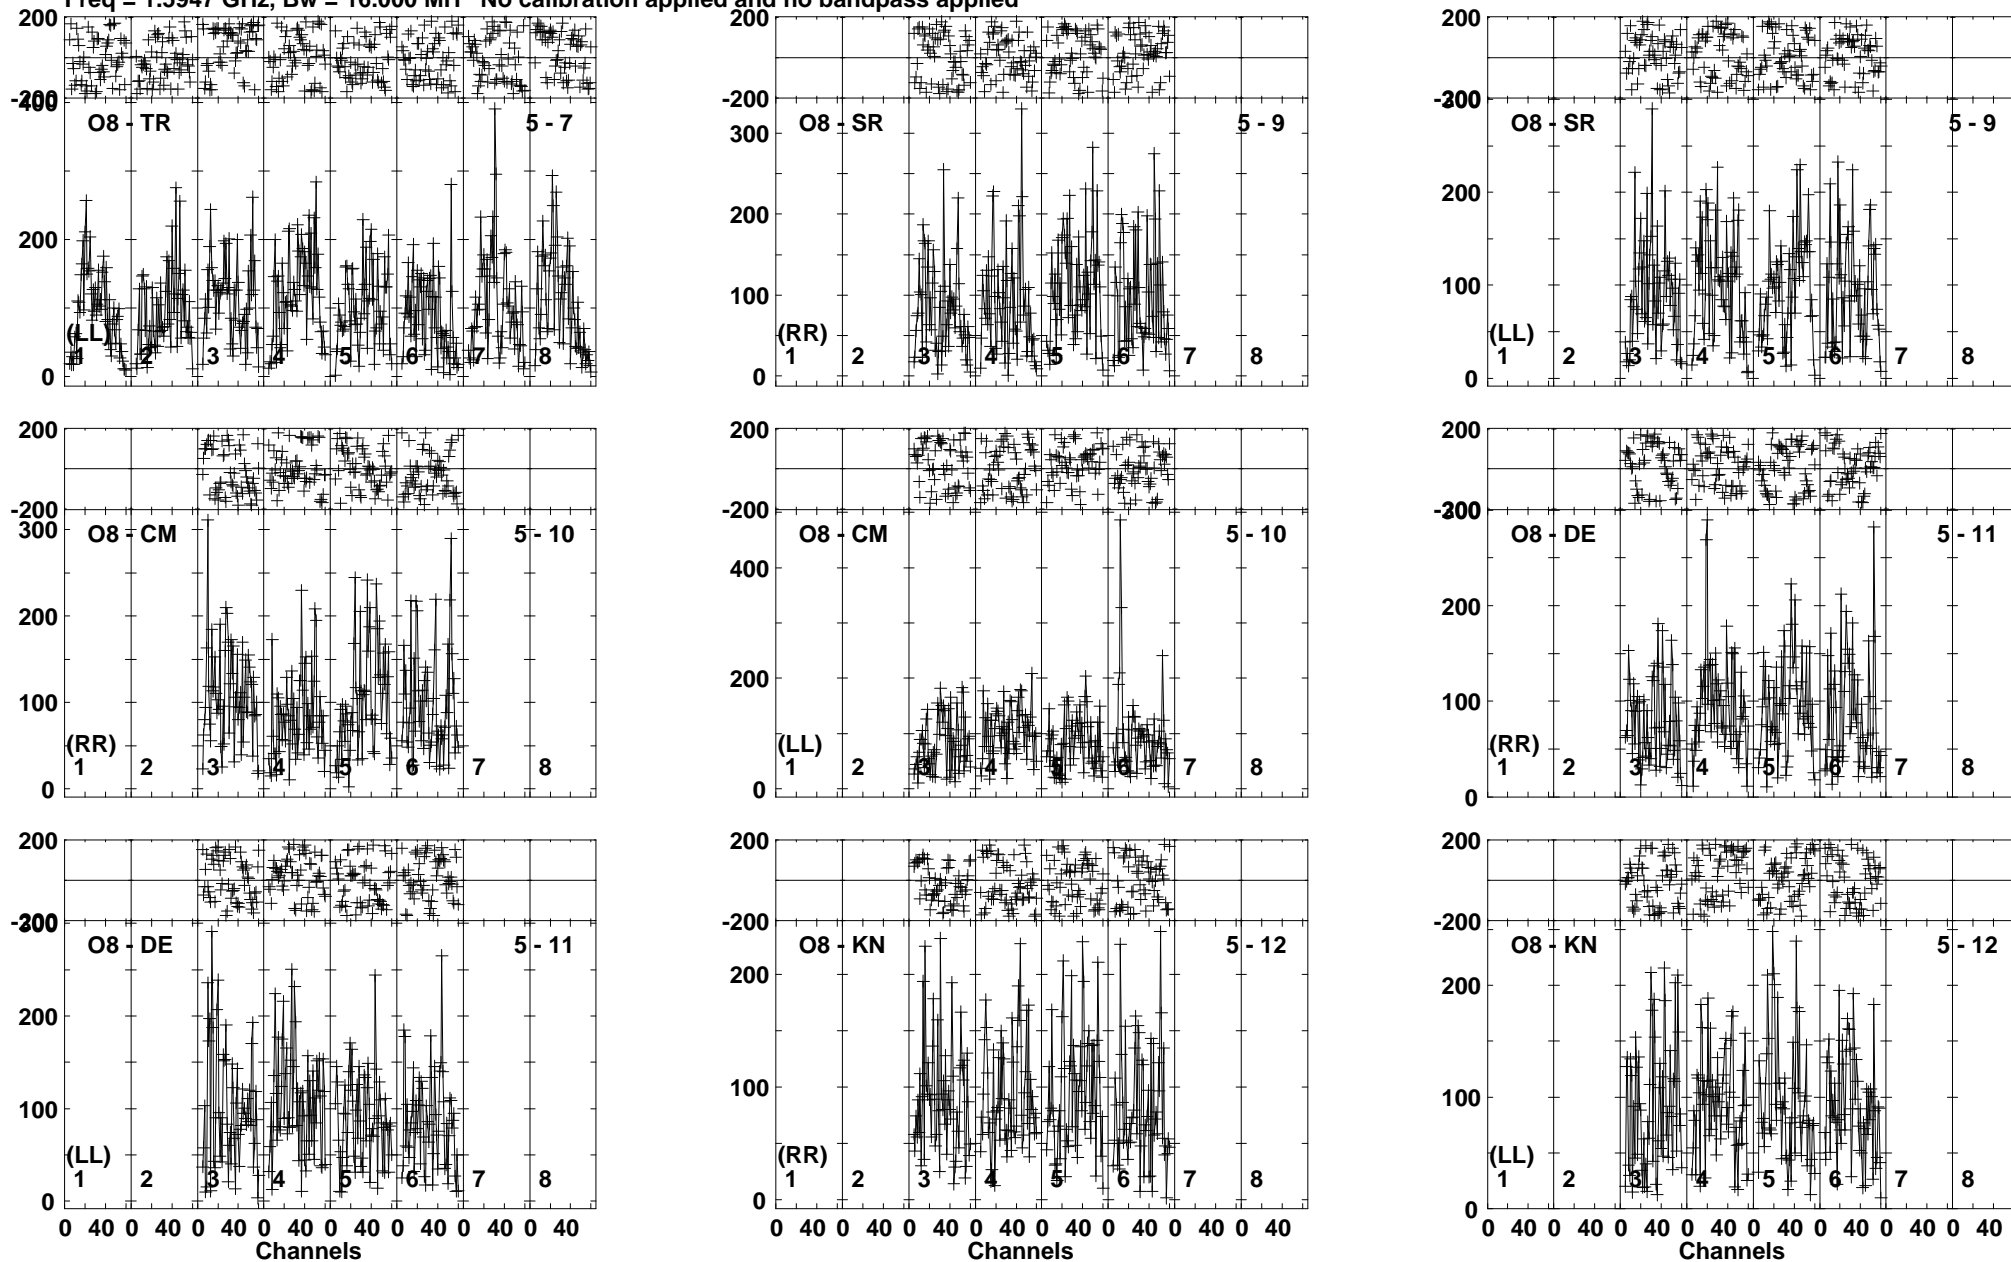 Freq = 1.5947 GHz, Bw = 16.000 MH No calibration applied and no bandpass applied
200 200 200
-200 -200 -200
400 O8 - TR 5 - 7 O8 - SR 5 - 9 300 O8 - SR 5 - 9
300
200 200 200
100 100
(LL) (RR) (LL)
1 2 3 4 5 6 7 8 1 2 3 4 5 6 7 8 1 2 3 4 5 6 7 8
0 0 0
200 200 200
-200 -200 -200
300 O8 - CM 5 - 10 O8 - CM 5 - 10 300 O8 - DE 5 - 11
400
200 200 200
100 100
(RR) (LL) (RR)
1 2 3 4 5 6 7 8 1 2 3 4 5 6 7 8 1 2 3 4 5 6 7 8
0 0 0
200 200 200
-200 -200 -200
300 O8 - DE 5 - 11 O8 - KN 5 - 12 O8 - KN 5 - 12
200 200 200
100 100 100
(LL) (RR) (LL)
1 2 3 4 5 6 7 8 1 2 3 4 5 6 7 8 1 2 3 4 5 6 7 8
0 0 0
0 40 0 40 0 40 0 40 0 40 0 40 0 40 0 40 0 40 0 40 0 40 0 40 0 40 0 40 0 40 0 40 0 40 0 40 0 40 0 40 0 40 0 40 0 40 0 40
Channels Channels Channels